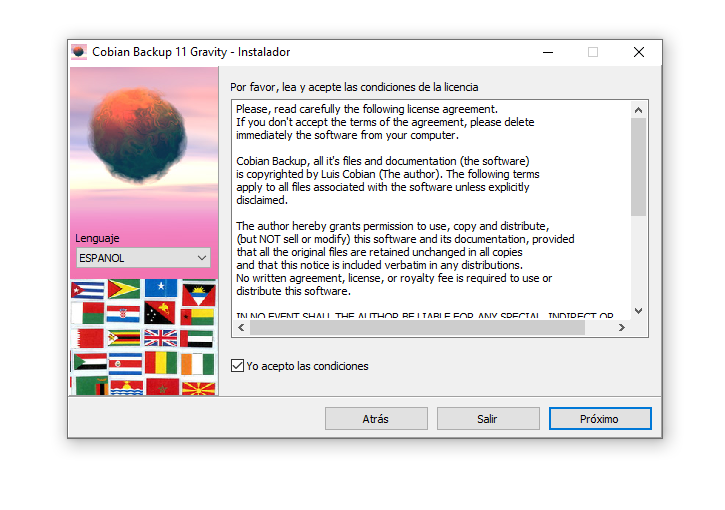 Cobian Backup 11 Gravity - Instalador
Por favor, lea y acepte las condiciones de la licencia
Please, read carefully the following license agreement.
If you don't accept the terms of the agreement, please delete
immediately the software from your computer.
Cobian Backup, all it's files and documentation (the software)
is copyrighted by Luis Cobian (The author). The following terms
apply to all files associated with the software unless explicitly
disclaimed.
The author hereby grants permission to use, copy and distribute,
(but NOT sell or modify) this software and its documentation, provided
that all the original files are retained unchanged in all copies
and that this notice is included verbatim in any distributions.
No written agreement, license, or royalty fee is required to use or
distribute this software.
IN NO EVENT SHALL THE AUTHOR BE LIABLE FOR ANY SPECIAL, INDIRECT OR
Lenguaje
ESPANOL
Yo acepto las condiciones
Atrás
Salir
Próximo